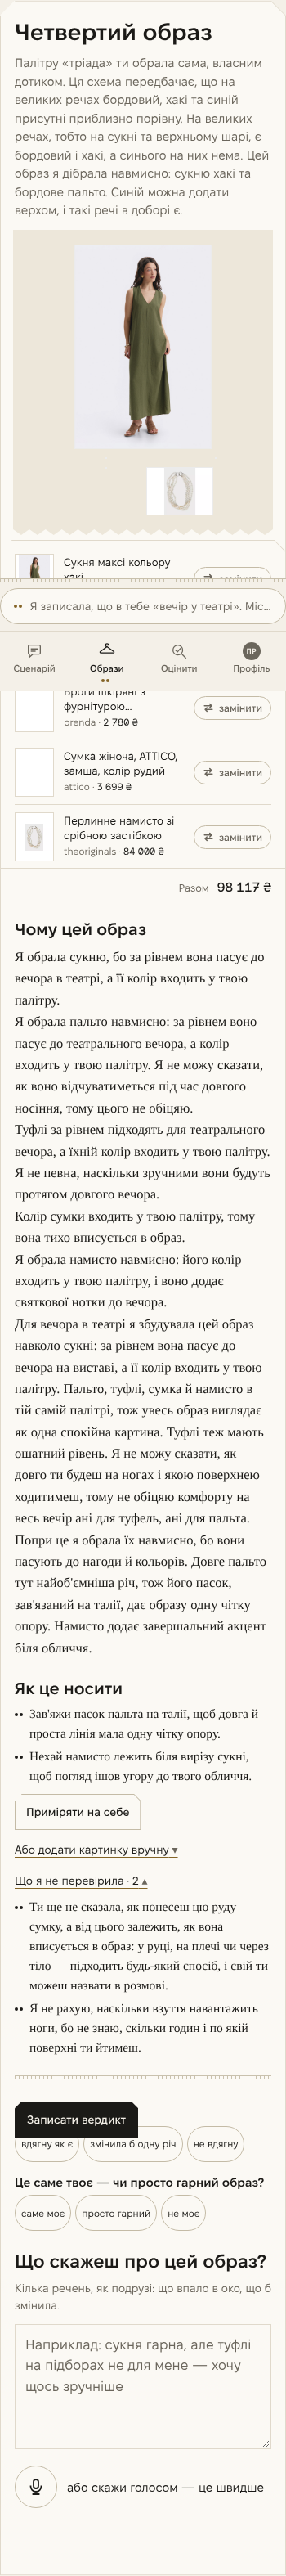 Четвертий образ
Палітру «тріада» ти обрала сама, власним
дотиком. Ця схема передбачає, що на
великих речах бордовий, хакі та синій
присутні приблизно порівну. На великих
речах, тобто на сукні та верхньому шарі, є
бордовий і хакі, а синього на них нема. Цей
образ я дібрала навмисно: сукню хакі та
бордове пальто. Синій можна додати
верхом, і такі речі в доборі є.
Сукня максі кольору
хакі
замінити
Я записала, що в тебе «вечір у театрі». Міс...
Сценарій
Образи
Оцінити
ПР
Профіль
Броги шкіряні з
фурнітурою...
brenda · 2 780 ₴
замінити
Сумка жіноча, ATTICO,
замша, колір рудий
attico · 3 699 ₴
замінити
Перлинне намисто зі
срібною застібкою
theoriginals · 84 000 ₴
замінити
Разом 98 117 ₴
Чому цей образ
Я обрала сукню, бо за рівнем вона пасує до
вечора в театрі, а її колір входить у твою
палітру.
Я обрала пальто навмисно: за рівнем воно
пасує до театрального вечора, а колір
входить у твою палітру. Я не можу сказати,
як воно відчуватиметься під час довгого
носіння, тому цього не обіцяю.
Туфлі за рівнем підходять для театрального
вечора, а їхній колір входить у твою палітру.
Я не певна, наскільки зручними вони будуть
протягом довгого вечора.
Колір сумки входить у твою палітру, тому
вона тихо вписується в образ.
Я обрала намисто навмисно: його колір
входить у твою палітру, і воно додає
святкової нотки до вечора.
Для вечора в театрі я збудувала цей образ
навколо сукні: за рівнем вона пасує до
вечора на виставі, а її колір входить у твою
палітру. Пальто, туфлі, сумка й намисто в
тій самій палітрі, тож увесь образ виглядає
як одна спокійна картина. Туфлі теж мають
ошатний рівень. Я не можу сказати, як
довго ти будеш на ногах і якою поверхнею
ходитимеш, тому не обіцяю комфорту на
весь вечір ані для туфель, ані для пальта.
Попри це я обрала їх навмисно, бо вони
пасують до нагоди й кольорів. Довге пальто
тут найоб'ємніша річ, тож його пасок,
зав'язаний на талії, дає образу одну чітку
опору. Намисто додає завершальний акцент
біля обличчя.
Як це носити
Зав'яжи пасок пальта на талії, щоб довга й
проста лінія мала одну чітку опору.
Нехай намисто лежить біля вирізу сукні,
щоб погляд ішов угору до твого обличчя.
Приміряти на себе
Або додати картинку вручну ▾
Що я не перевірила · 2 ▴
Ти ще не сказала, як понесеш цю руду
сумку, а від цього залежить, як вона
вписується в образ: у руці, на плечі чи через
тіло — підходить будь-який спосіб, і свій ти
можеш назвати в розмові.
Я не рахую, наскільки взуття навантажить
ноги, бо не знаю, скільки годин і по якій
поверхні ти йтимеш.
Записати вердикт
вдягну як є
змінила б одну річ
не вдягну
Це саме твоє — чи просто гарний образ?
саме моє
просто гарний
не моє
Що скажеш про цей образ?
Кілька речень, як подрузі: що впало в око, що б
змінила.
Наприклад: сукня гарна, але туфлі
на підборах не для мене — хочу
щось зручніше
або скажи голосом — це швидше